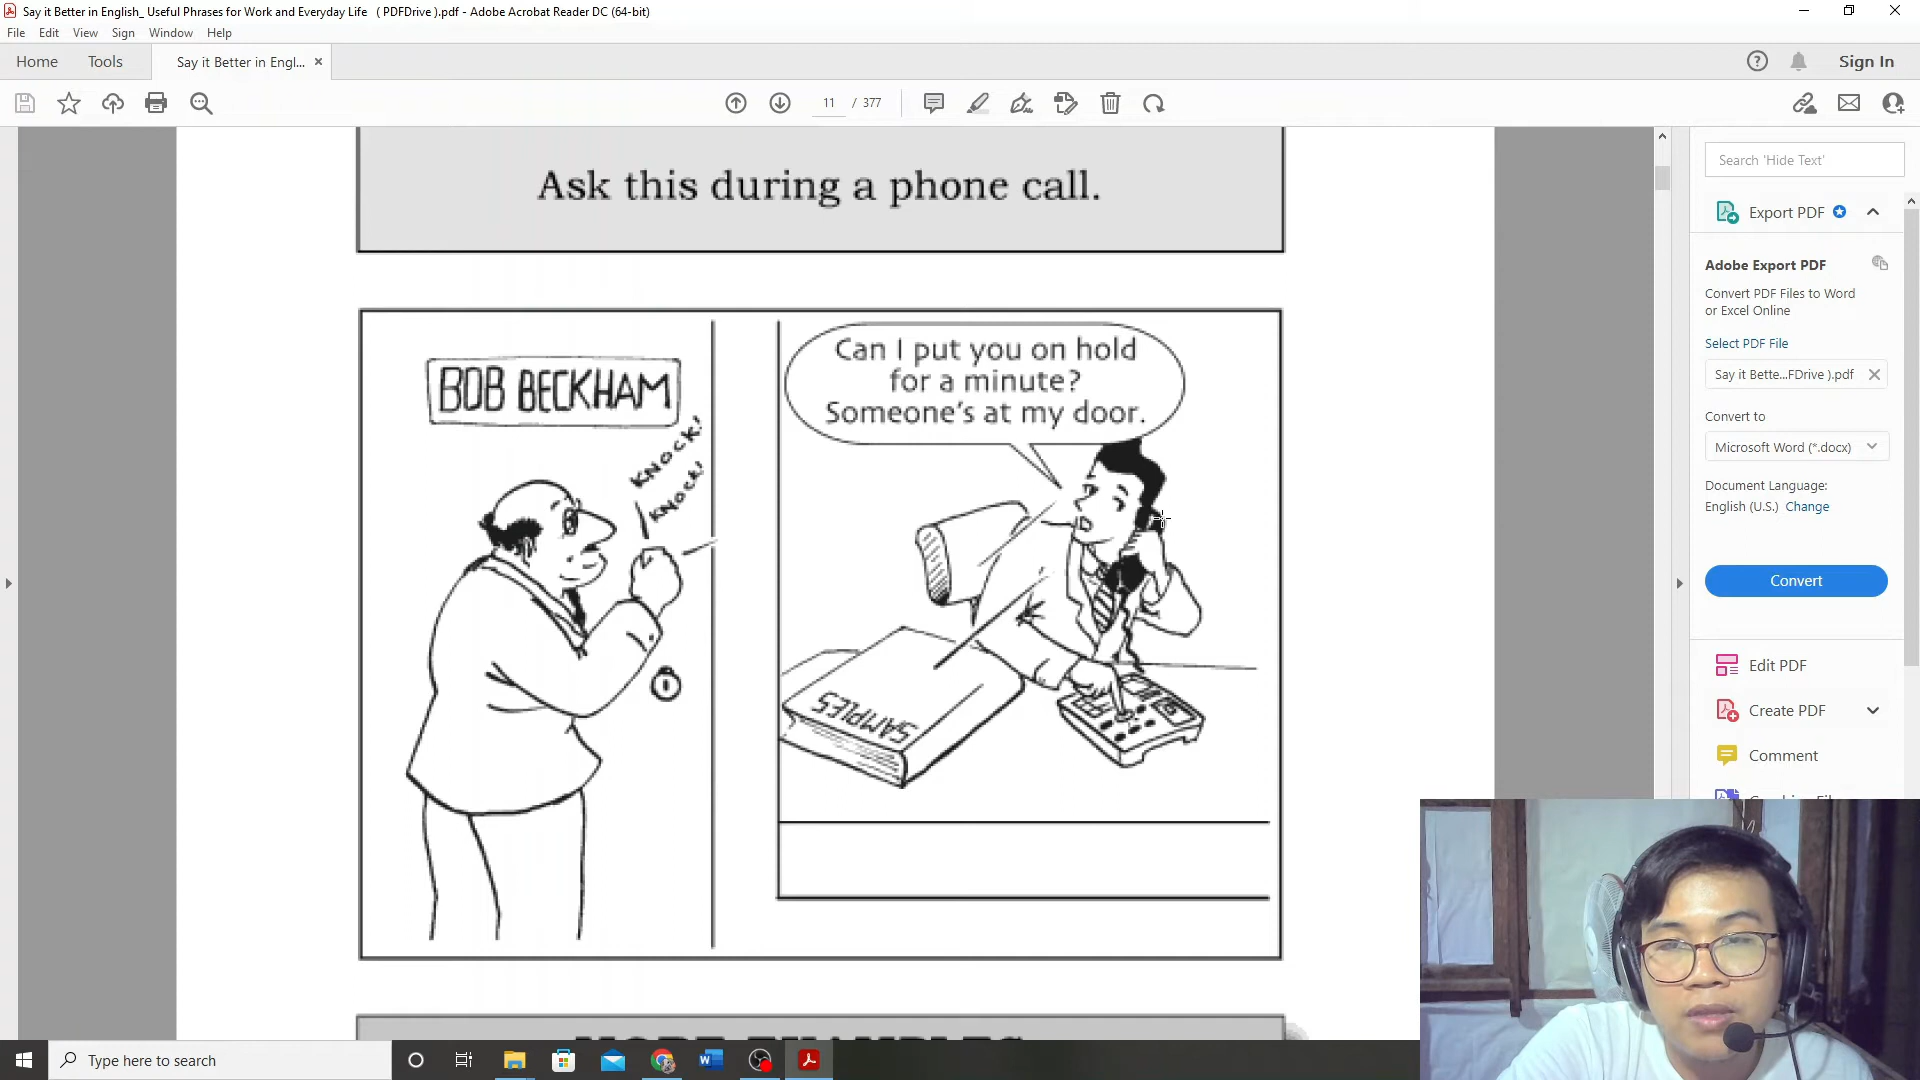 Say it Better in English_ Useful Phrases for Work and Everyday Life ( PDFDrive ).pdf - Adobe Acrobat Reader DC (64-bit)
File Edit View Sign Window Help
Home Tools Say it Better in Engl... ×
Sign In
11 / 377
Ask this during a phone call.
BOB BECKHAM
KNOCK!
KNOCK!
Can I put you on hold
for a minute?
Someone's at my door.
SAMPLES
MORE EXAMPLES
Search 'Hide Text'
Export PDF
Adobe Export PDF
Convert PDF Files to Word
or Excel Online
Select PDF File
Say it Bette...FDrive ).pdf
Convert to
Microsoft Word (*.docx)
Document Language:
English (U.S.) Change
Convert
Edit PDF
Create PDF
Comment
Type here to search